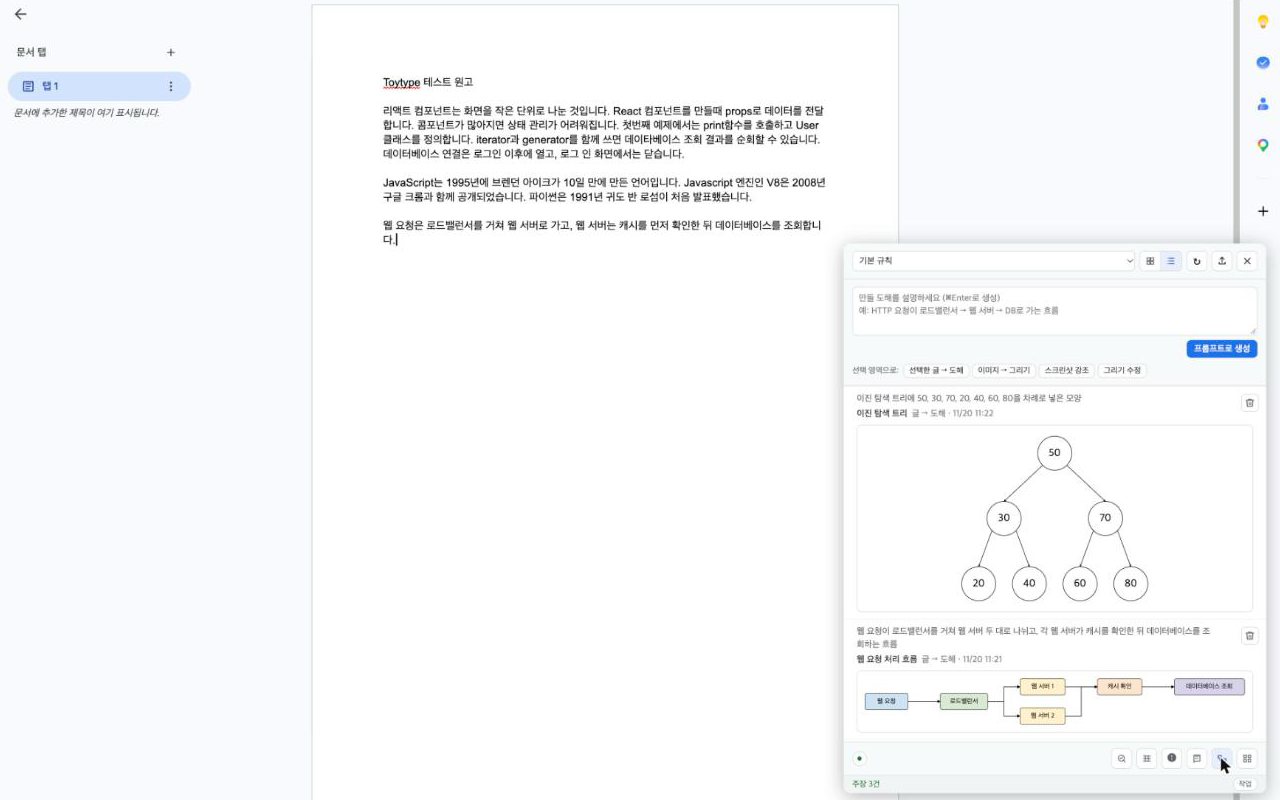 문서 탭
탭 1
문서에 추가한 제목이 여기 표시됩니다.
Toytype 테스트 원고
리액트 컴포넌트는 화면을 작은 단위로 나눈 것입니다. React 컴포넌트를 만들때 props로 데이터를 전달
합니다. 콤포넌트가 많아지면 상태 관리가 어려워집니다. 첫번째 예제에서는 print함수를 호출하고 User
클래스를 정의합니다. iterator과 generator를 함께 쓰면 데이타베이스 조회 결과를 순회할 수 있습니다.
데이터베이스 연결은 로그인 이후에 열고, 로그 인 화면에서는 닫습니다.
JavaScript는 1995년에 브렌던 아이크가 10일 만에 만든 언어입니다. Javascript 엔진인 V8은 2008년
구글 크롬과 함께 공개되었습니다. 파이썬은 1991년 귀도 반 로섬이 처음 발표했습니다.
웹 요청은 로드밸런서를 거쳐 웹 서버로 가고, 웹 서버는 캐시를 먼저 확인한 뒤 데이터베이스를 조회합니
다.
기본 규칙
만들 도해를 설명하세요 (⌘Enter로 생성)
예: HTTP 요청이 로드밸런서 → 웹 서버 → DB로 가는 흐름
프롬프트로 생성
선택 영역으로: 선택한 글 → 도해 이미지 → 그리기 스크린샷 강조 그리기 수정
이진 탐색 트리에 50, 30, 70, 20, 40, 60, 80을 차례로 넣은 모양
이진 탐색 트리 글 → 도해 · 11/20 11:22
50
30 70
20 40 60 80
웹 요청이 로드밸런서를 거쳐 웹 서버 두 대로 나뉘고, 각 웹 서버가 캐시를 확인한 뒤 데이터베이스를 조
회하는 흐름
웹 요청 처리 흐름 글 → 도해 · 11/20 11:21
웹 서버 1 캐시 확인 데이터베이스 조회
웹 요청 로드밸런서
웹 서버 2
주장 3건 작업